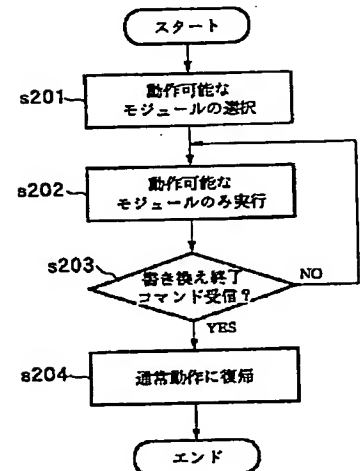 スタート
s201
動作可能な
モジュールの選択
s202
動作可能な
モジュールのみ実行
s203
書き換え終了
コマンド受信?
NO
YES
s204
通常動作に復帰
エンド